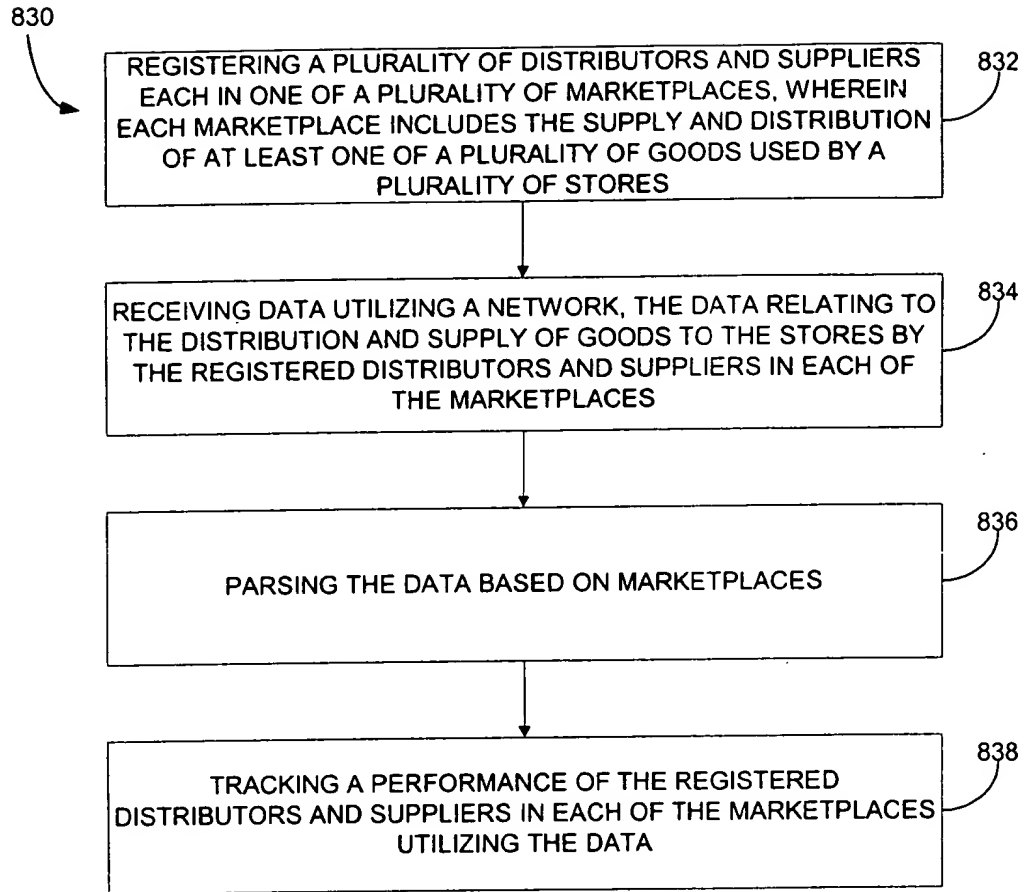 830
REGISTERING A PLURALITY OF DISTRIBUTORS AND SUPPLIERS
EACH IN ONE OF A PLURALITY OF MARKETPLACES, WHEREIN
EACH MARKETPLACE INCLUDES THE SUPPLY AND DISTRIBUTION
OF AT LEAST ONE OF A PLURALITY OF GOODS USED BY A
PLURALITY OF STORES
832
RECEIVING DATA UTILIZING A NETWORK, THE DATA RELATING TO
THE DISTRIBUTION AND SUPPLY OF GOODS TO THE STORES BY
THE REGISTERED DISTRIBUTORS AND SUPPLIERS IN EACH OF
THE MARKETPLACES
834
PARSING THE DATA BASED ON MARKETPLACES
836
TRACKING A PERFORMANCE OF THE REGISTERED
DISTRIBUTORS AND SUPPLIERS IN EACH OF THE MARKETPLACES
UTILIZING THE DATA
838